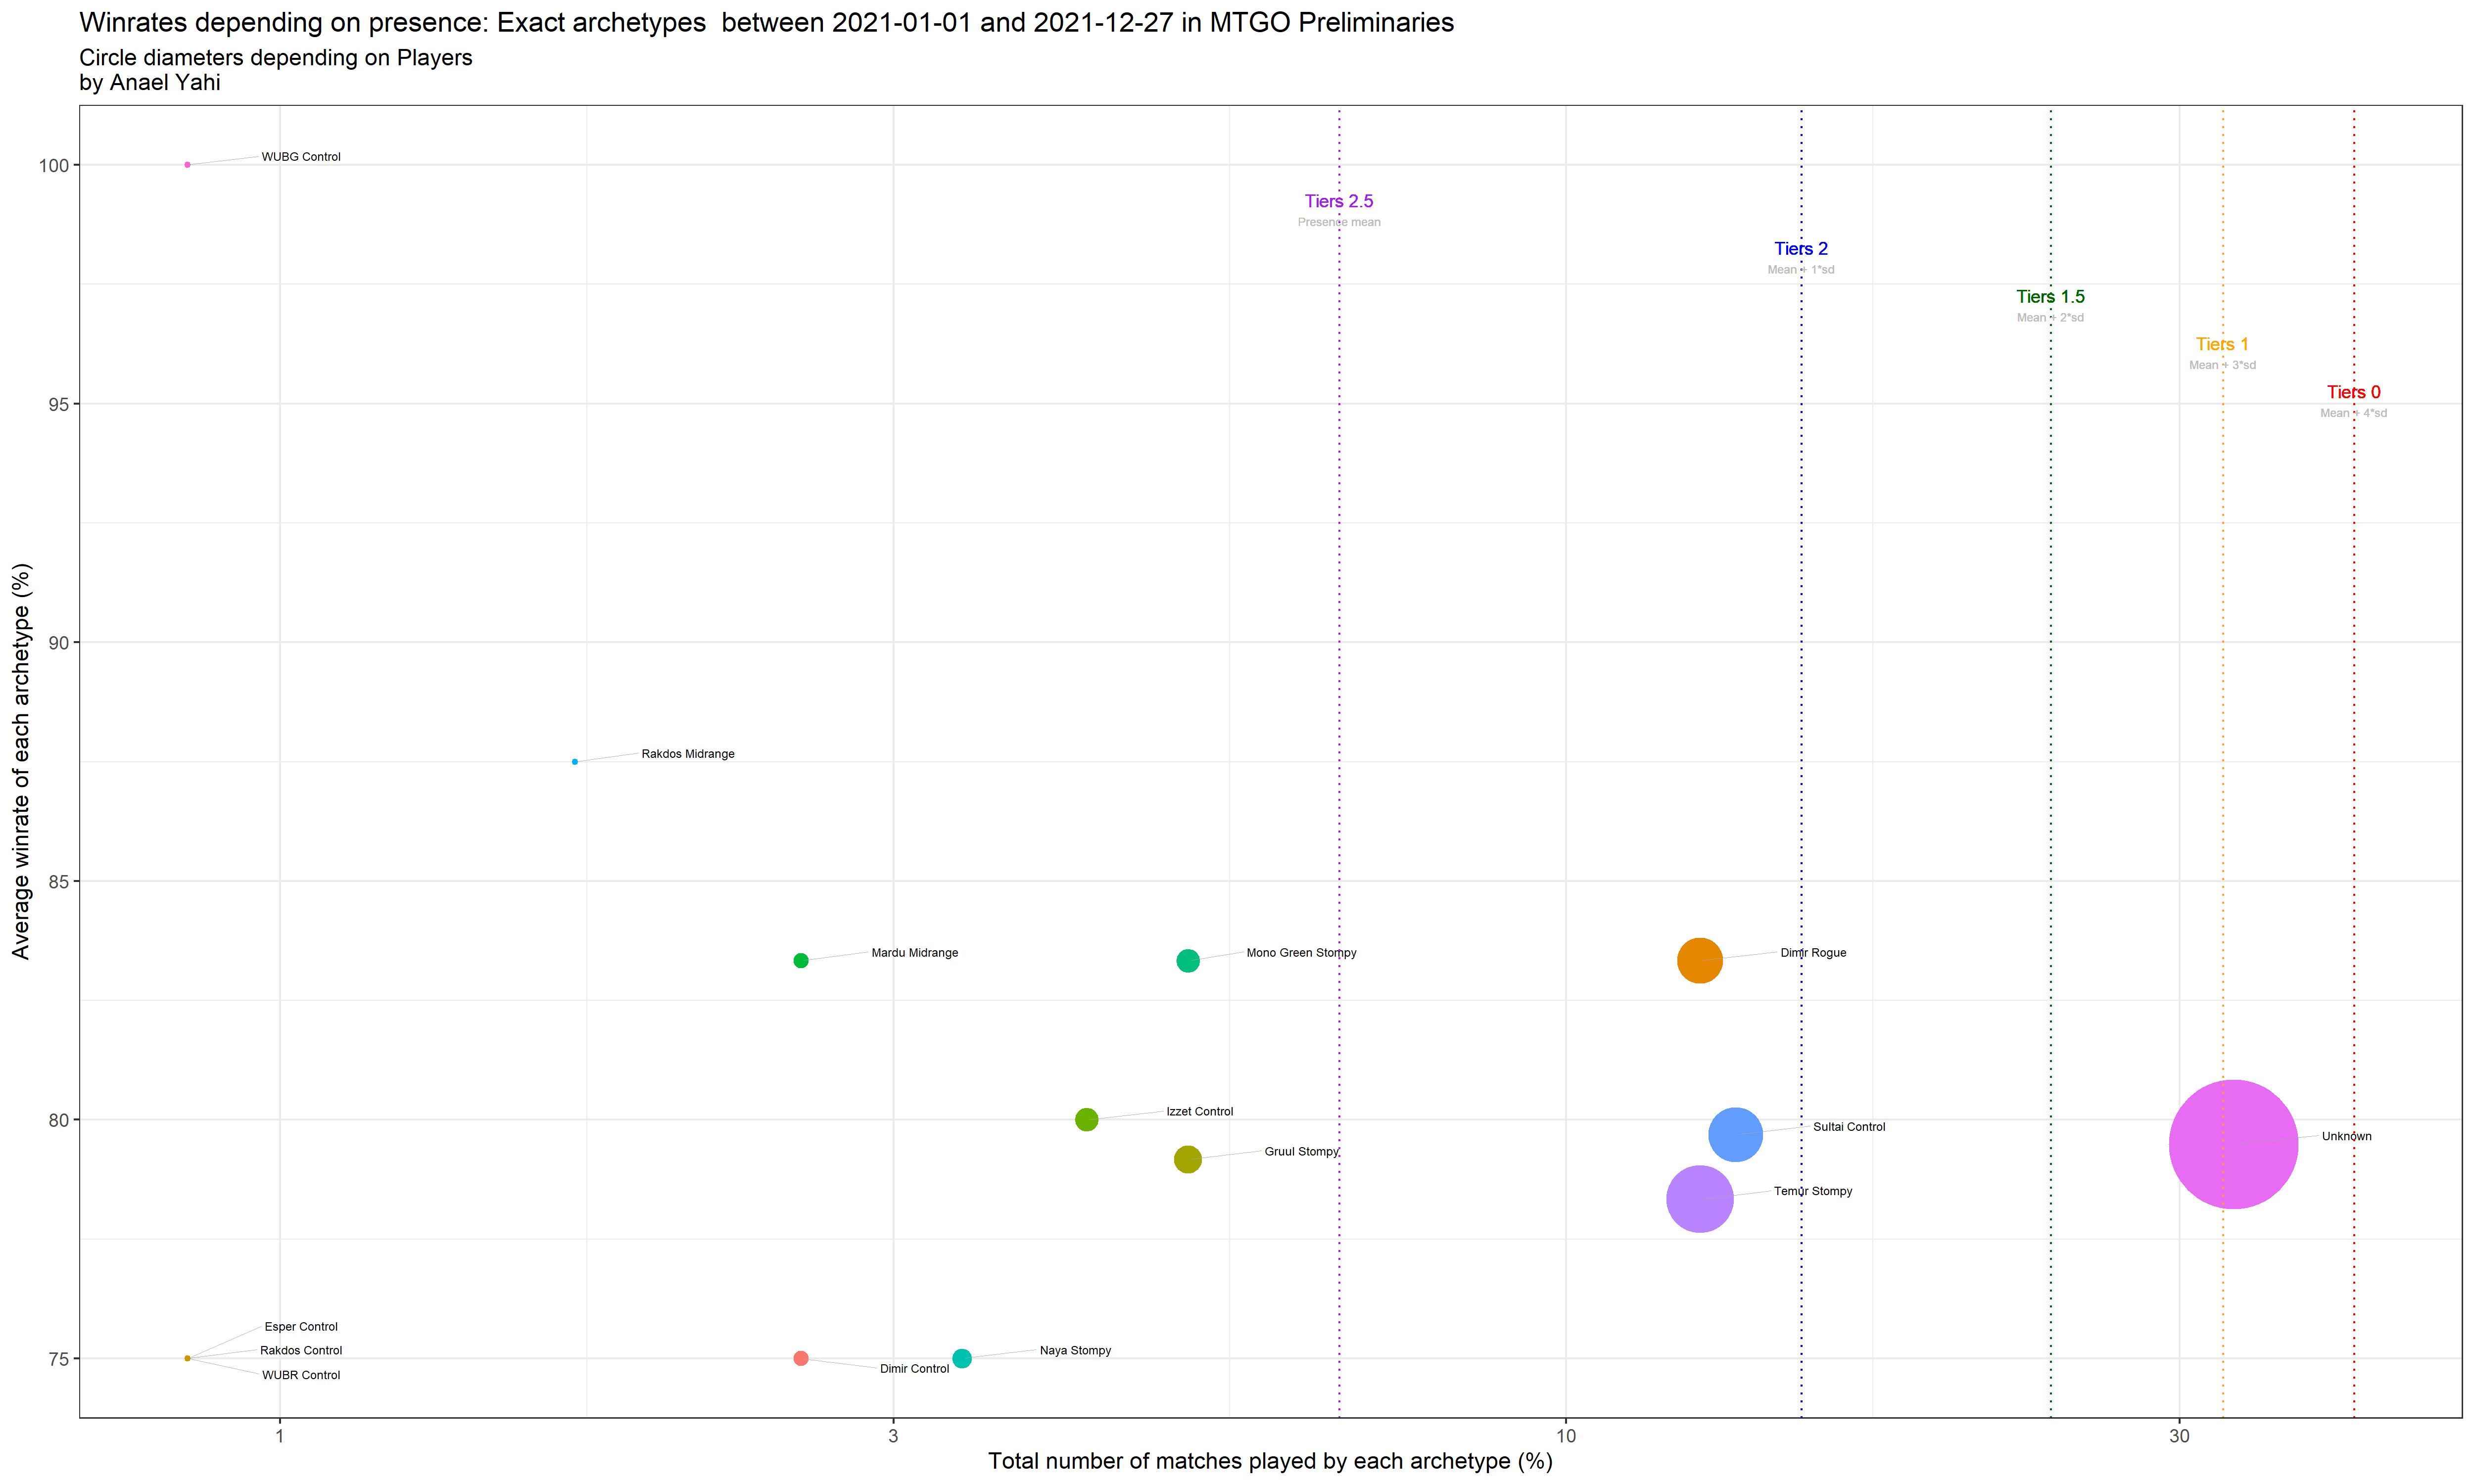 Winrates depending on presence: Exact archetypes  between 2021-01-01 and 2021-12-27 in MTGO Preliminaries
Circle diameters depending on Players
by Anael Yahi
WUBG Control
100
Tiers 2.5
Presence mean
Tiers 2
Mean + 1*sd
Tiers 1.5
Mean + 2*sd
Tiers 1
Mean + 3*sd
Tiers 0
Mean + 4*sd
95
90
Rakdos Midrange
85
Mardu Midrange
Mono Green Stompy
Dimir Rogue
80
Izzet Control
Sultai Control
Unknown
Gruul Stompy
Temur Stompy
Esper Control
Rakdos Control
WUBR Control
75
Dimir Control
Naya Stompy
Average winrate of each archetype (%)
1
3
10
30
Total number of matches played by each archetype (%)